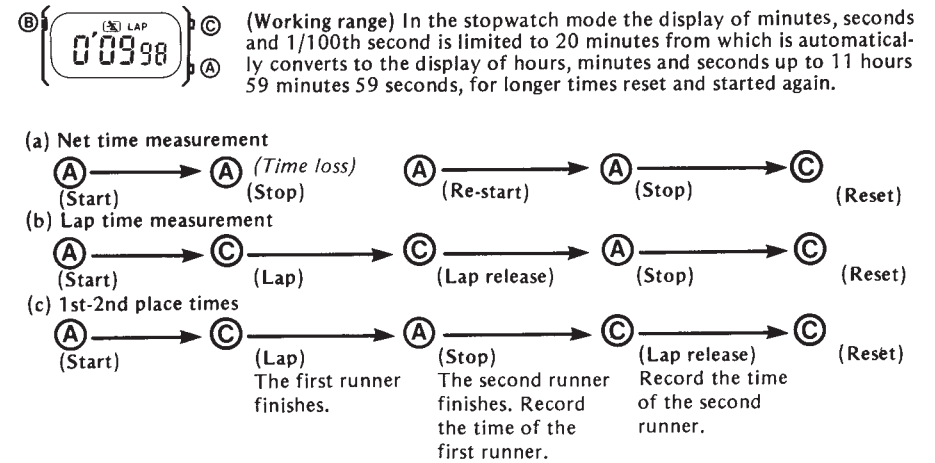 Ⓑ LAP Ⓒ
0'09 98
Ⓐ
(Working range) In the stopwatch mode the display of minutes, seconds
and 1/100th second is limited to 20 minutes from which is automatical-
ly converts to the display of hours, minutes and seconds up to 11 hours
59 minutes 59 seconds, for longer times reset and started again.
(a) Net time measurement
Ⓐ Ⓐ (Time loss) Ⓐ Ⓐ Ⓒ
(Start) (Stop) (Re-start) (Stop) (Reset)
(b) Lap time measurement
Ⓐ Ⓒ Ⓒ Ⓐ Ⓒ
(Start) (Lap) (Lap release) (Stop) (Reset)
(c) 1st-2nd place times
Ⓐ Ⓒ Ⓐ Ⓒ Ⓒ
(Start) (Lap) (Stop) (Lap release) (Reset)
The first runner
finishes.
The second runner
finishes. Record
the time of the
first runner.
Record the time
of the second
runner.